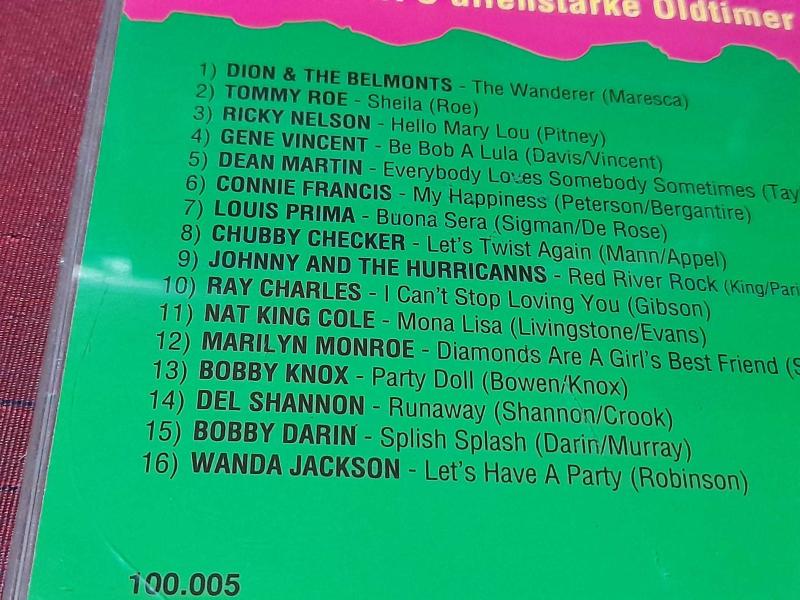 affenstarke Oldtimer
1) DION & THE BELMONTS - The Wanderer (Maresca)
2) TOMMY ROE - Sheila (Roe)
3) RICKY NELSON - Hello Mary Lou (Pitney)
4) GENE VINCENT - Be Bob A Lula (Davis/Vincent)
5) DEAN MARTIN - Everybody Loves Somebody Sometimes (Tay
6) CONNIE FRANCIS - My Happiness (Peterson/Bergantire)
7) LOUIS PRIMA - Buona Sera (Sigman/De Rose)
8) CHUBBY CHECKER - Let's Twist Again (Mann/Appel)
9) JOHNNY AND THE HURRICANNS - Red River Rock (King/Pari
10) RAY CHARLES - I Can't Stop Loving You (Gibson)
11) NAT KING COLE - Mona Lisa (Livingstone/Evans)
12) MARILYN MONROE - Diamonds Are A Girl's Best Friend (S
13) BOBBY KNOX - Party Doll (Bowen/Knox)
14) DEL SHANNON - Runaway (Shannon/Crook)
15) BOBBY DARIN - Splish Splash (Darin/Murray)
16) WANDA JACKSON - Let's Have A Party (Robinson)
100.005